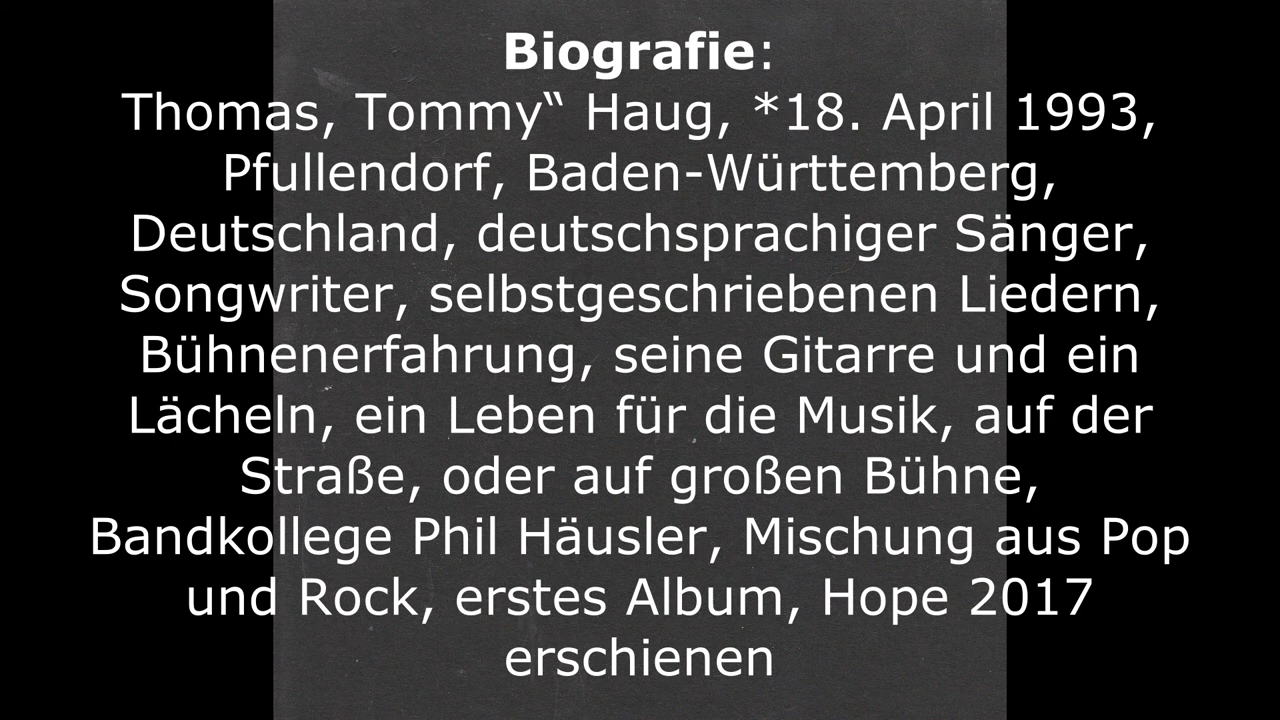 Biografie:
Thomas, Tommy“ Haug, *18. April 1993,
Pfullendorf, Baden-Württemberg,
Deutschland, deutschsprachiger Sänger,
Songwriter, selbstgeschriebenen Liedern,
Bühnenerfahrung, seine Gitarre und ein
Lächeln, ein Leben für die Musik, auf der
Straße, oder auf großen Bühne,
Bandkollege Phil Häusler, Mischung aus Pop
und Rock, erstes Album, Hope 2017
erschienen